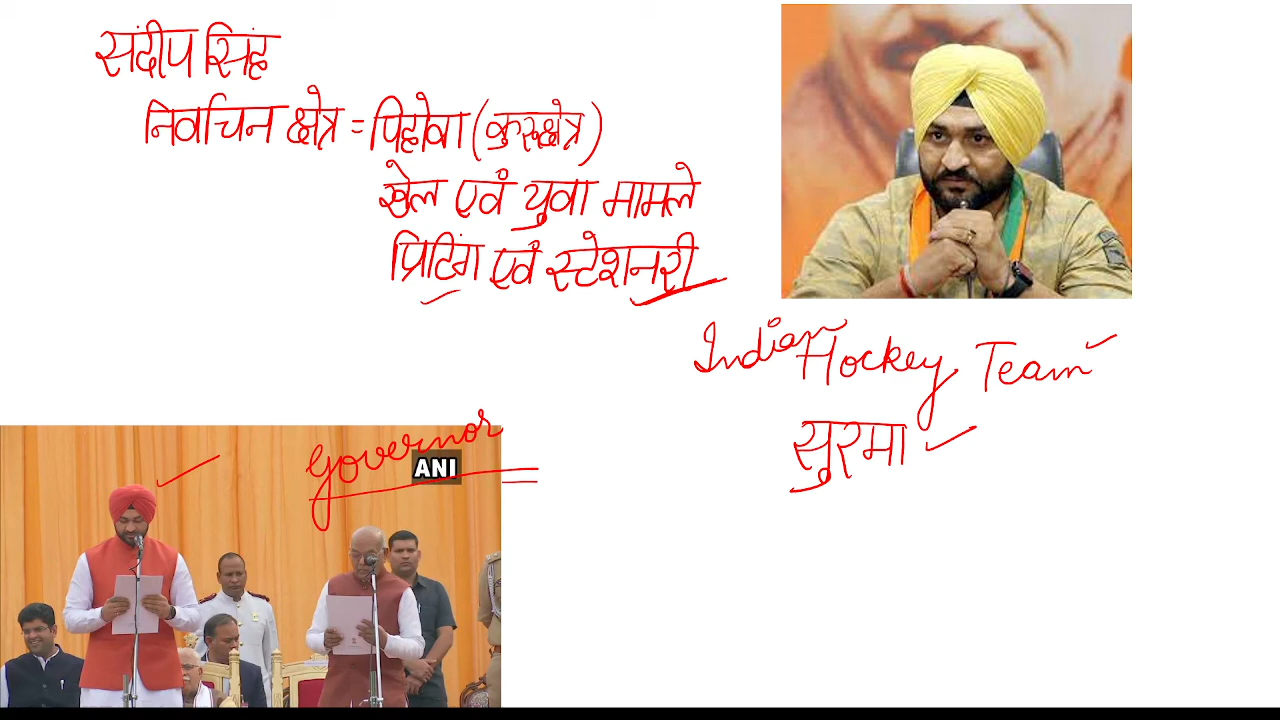 संदीप सिंह
निर्वाचन क्षेत्र = पिहोवा (कुरूक्षेत्र)
खेल एवं युवा मामले
प्रिटिंग एवं स्टेशनरी
Indian Hockey Team
सुरमा
Governor
ANI